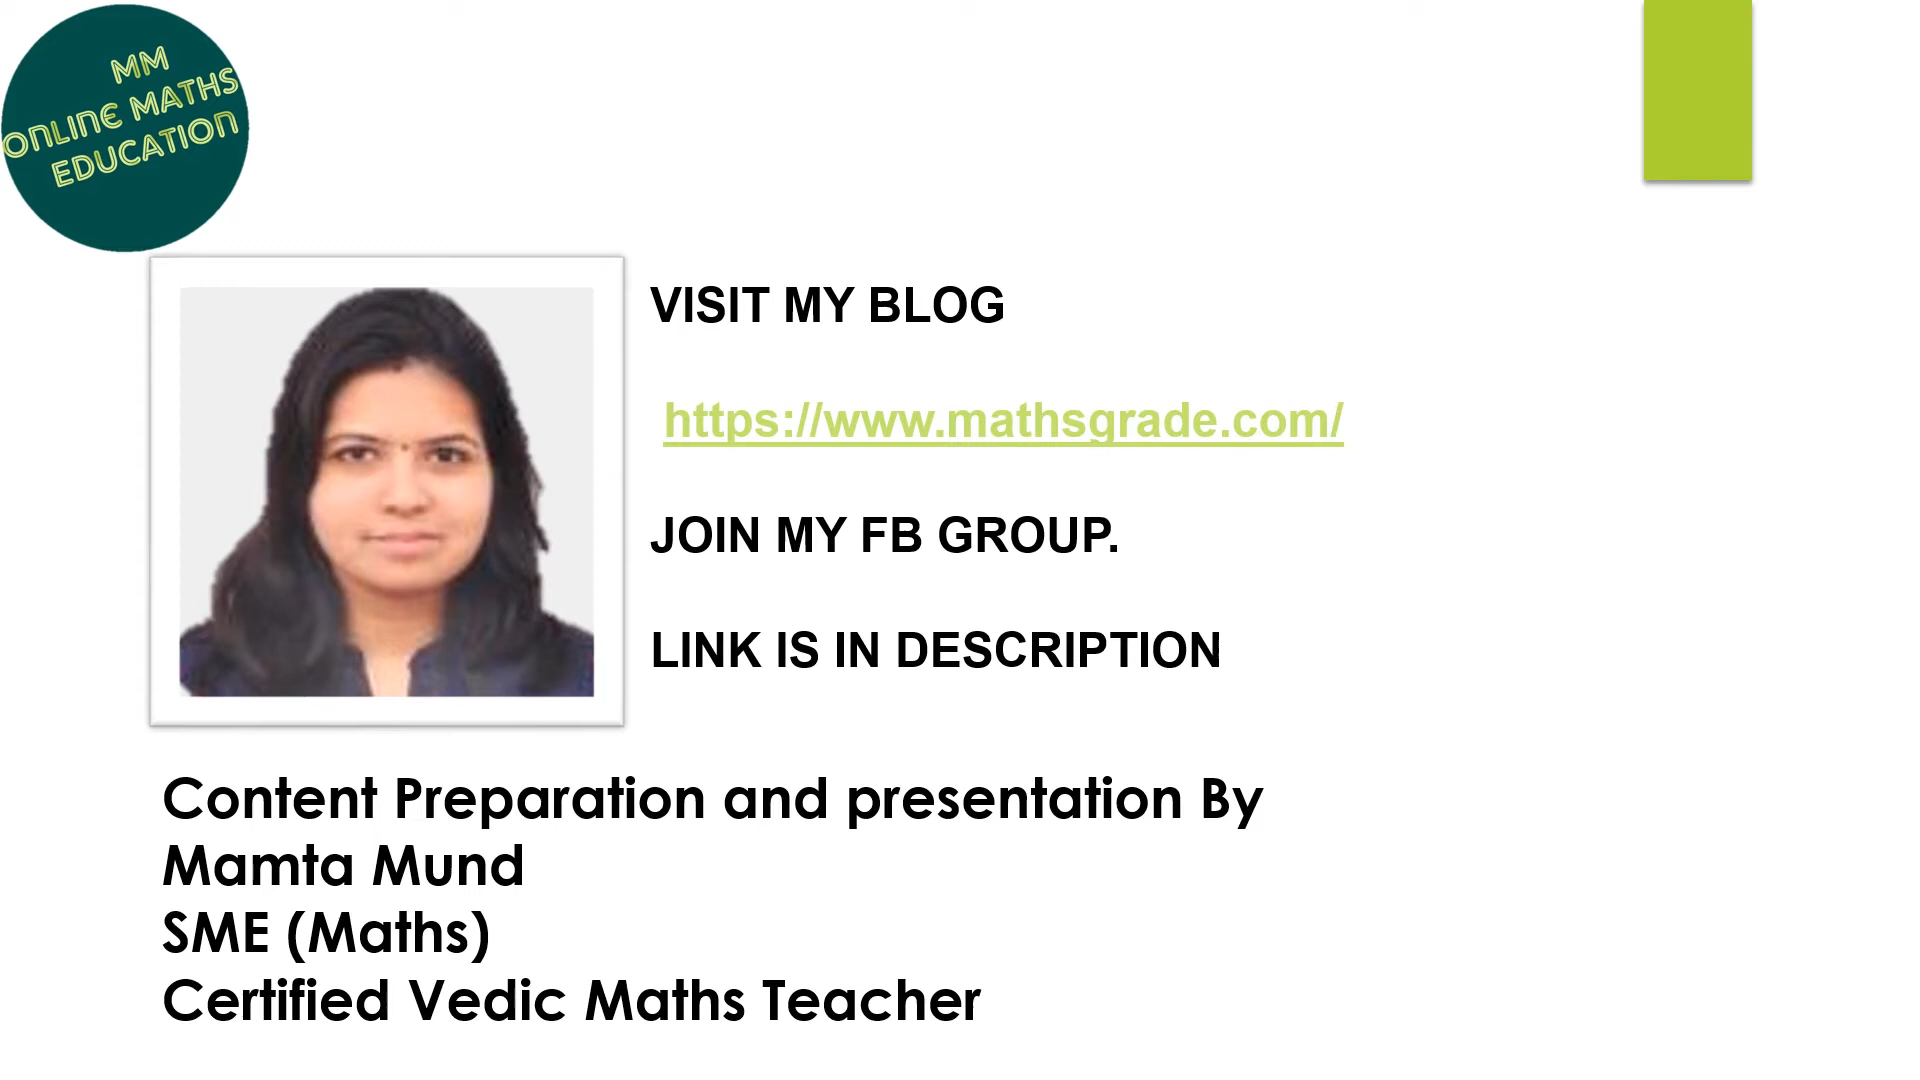 MM
ONLINE MATHS
EDUCATION
VISIT MY BLOG
https://www.mathsgrade.com/
JOIN MY FB GROUP.
LINK IS IN DESCRIPTION
Content Preparation and presentation By
Mamta Mund
SME (Maths)
Certified Vedic Maths Teacher